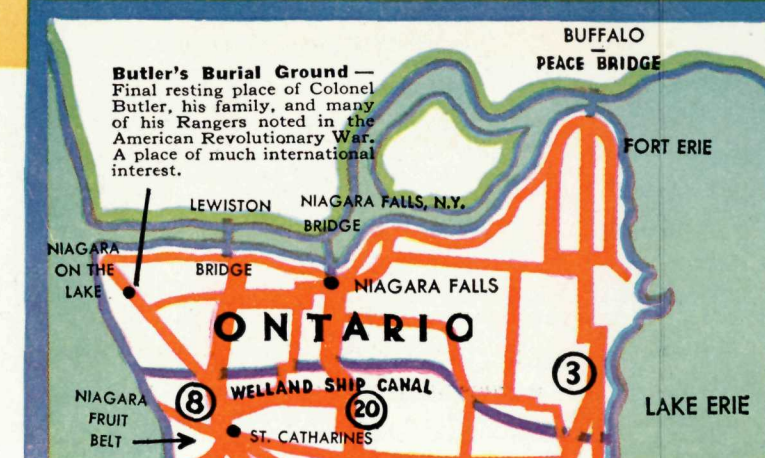 BUFFALO
PEACE BRIDGE
Butler's Burial Ground —
Final resting place of Colonel
Butler, his family, and many
of his Rangers noted in the
American Revolutionary War.
A place of much international
interest.
FORT ERIE
LEWISTON
BRIDGE
NIAGARA FALLS, N.Y.
BRIDGE
NIAGARA
ON THE
LAKE
NIAGARA FALLS
ONTARIO
WELLAND SHIP CANAL
3
8
20
NIAGARA
FRUIT
BELT
ST. CATHARINES
LAKE ERIE